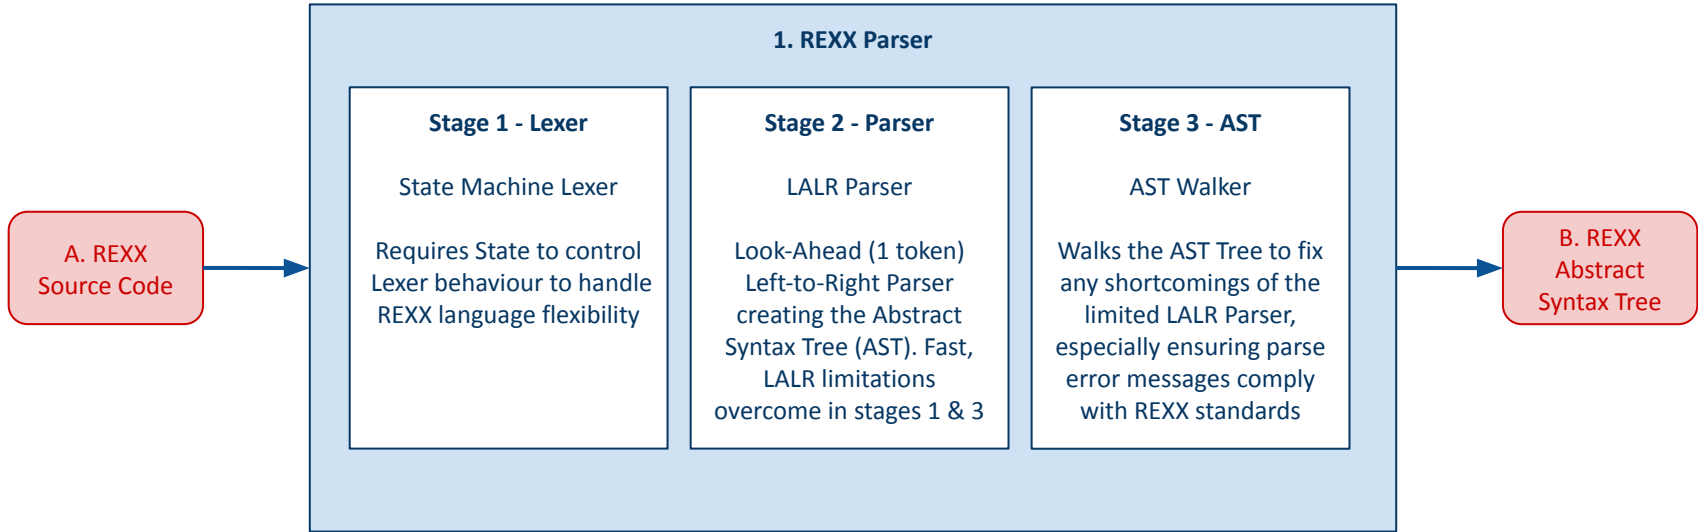 1. REXX Parser
A. REXX
Source Code
Stage 1 - Lexer
State Machine Lexer
Requires State to control
Lexer behaviour to handle
REXX language flexibility
Stage 2 - Parser
LALR Parser
Look-Ahead (1 token)
Left-to-Right Parser
creating the Abstract
Syntax Tree (AST). Fast,
LALR limitations
overcome in stages 1 & 3
Stage 3 - AST
AST Walker
Walks the AST Tree to fix
any shortcomings of the
limited LALR Parser,
especially ensuring parse
error messages comply
with REXX standards
B. REXX
Abstract
Syntax Tree